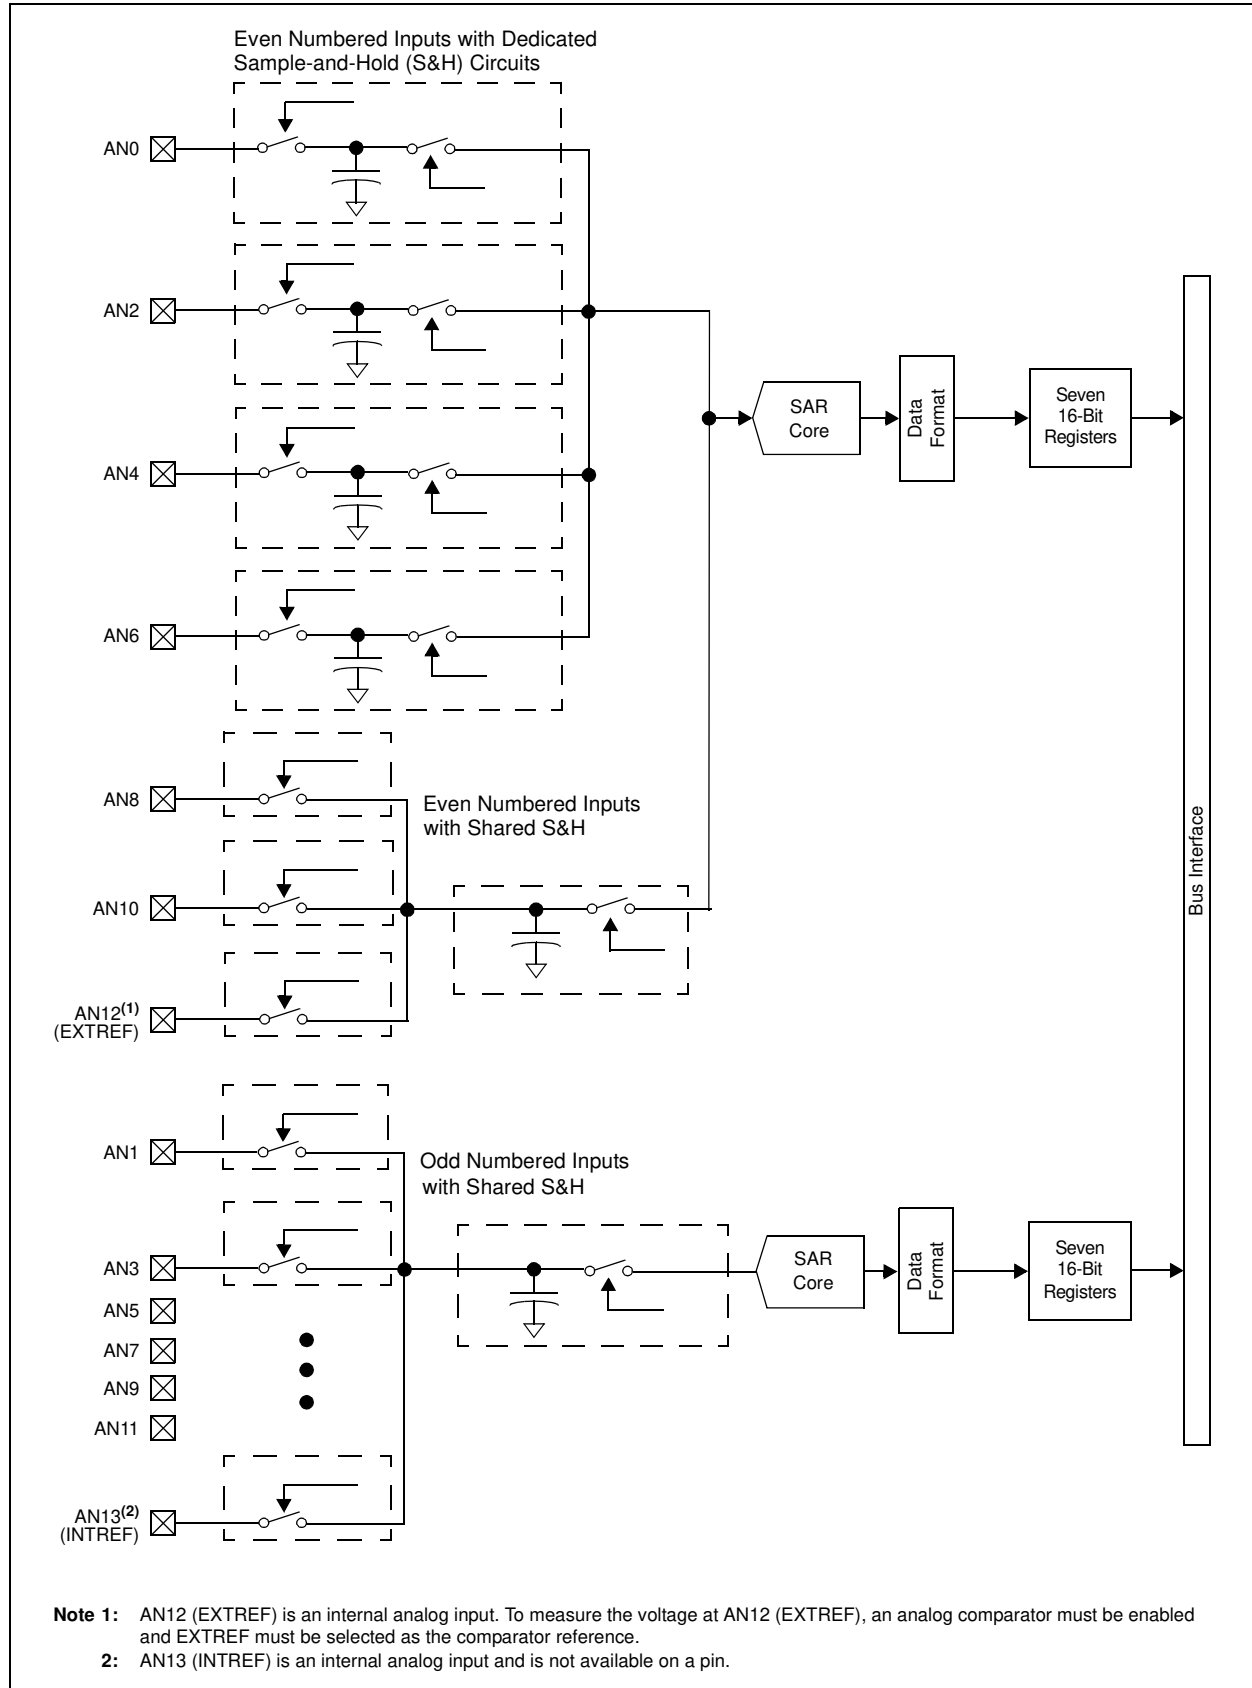 Even Numbered Inputs with Dedicated
Sample-and-Hold (S&H) Circuits
AN0
AN2
AN4
AN6
SAR
Core
Data
Format
Seven
16-Bit
Registers
Bus Interface
AN8
Even Numbered Inputs
with Shared S&H
AN10
AN12(1)
(EXTREF)
AN1
Odd Numbered Inputs
with Shared S&H
AN3
SAR
Core
Data
Format
Seven
16-Bit
Registers
AN5
AN7
AN9
AN11
AN13(2)
(INTREF)
Note 1: AN12 (EXTREF) is an internal analog input. To measure the voltage at AN12 (EXTREF), an analog comparator must be enabled
and EXTREF must be selected as the comparator reference.
2: AN13 (INTREF) is an internal analog input and is not available on a pin.